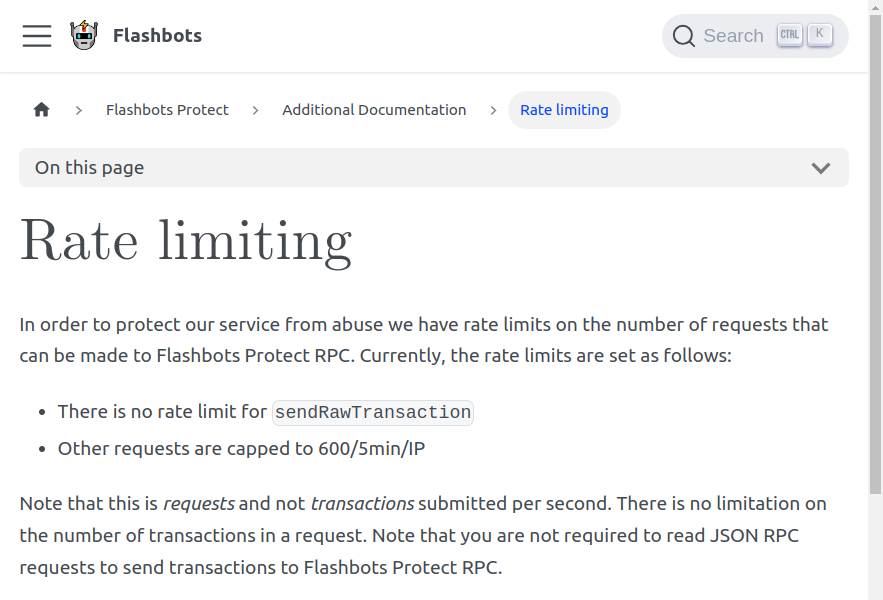 Flashbots
Search CTRL K
Flashbots Protect Additional Documentation Rate limiting
On this page
Rate limiting
In order to protect our service from abuse we have rate limits on the number of requests that
can be made to Flashbots Protect RPC. Currently, the rate limits are set as follows:
There is no rate limit for sendRawTransaction
Other requests are capped to 600/5min/IP
Note that this is requests and not transactions submitted per second. There is no limitation on
the number of transactions in a request. Note that you are not required to read JSON RPC
requests to send transactions to Flashbots Protect RPC.